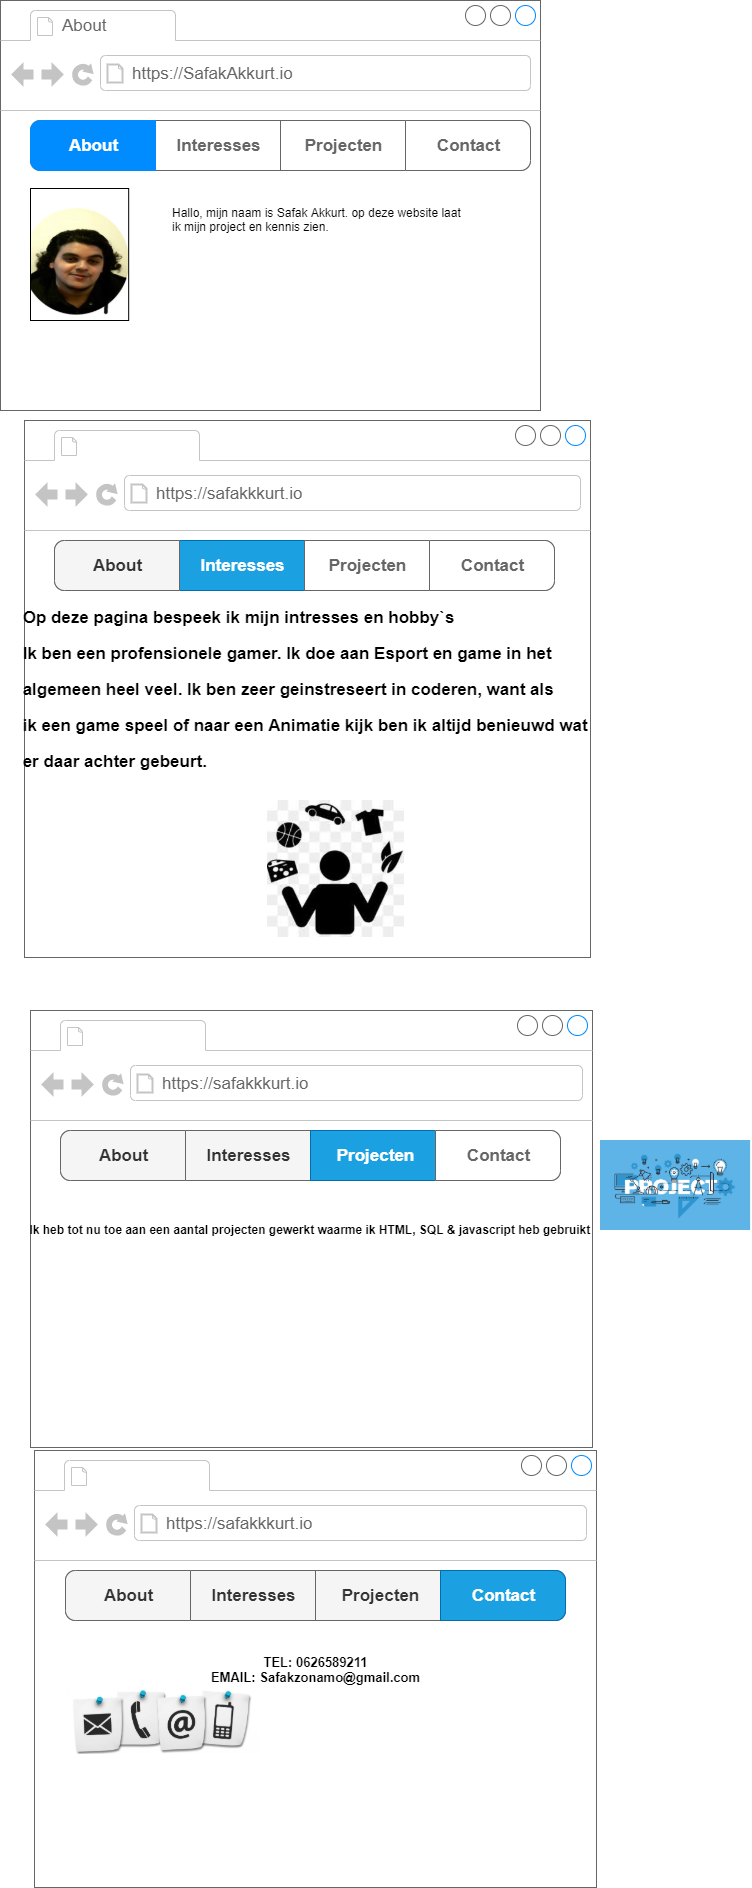 About
https://SafakAkkurt.io
About Interesses Projecten Contact
Hallo, mijn naam is Safak Akkurt. op deze website laat
ik mijn project en kennis zien.
https://safakkkurt.io
About Interesses Projecten Contact
Op deze pagina bespeek ik mijn intresses en hobby`s
Ik ben een profensionele gamer. Ik doe aan Esport en game in het
algemeen heel veel. Ik ben zeer geinstreseert in coderen, want als
ik een game speel of naar een Animatie kijk ben ik altijd benieuwd wat
er daar achter gebeurt.
https://safakkkurt.io
About Interesses Projecten Contact
PROJECT
Ik heb tot nu toe aan een aantal projecten gewerkt waarme ik HTML, SQL & javascript heb gebruikt
https://safakkkurt.io
About Interesses Projecten Contact
TEL: 0626589211
EMAIL: Safakzonamo@gmail.com
@